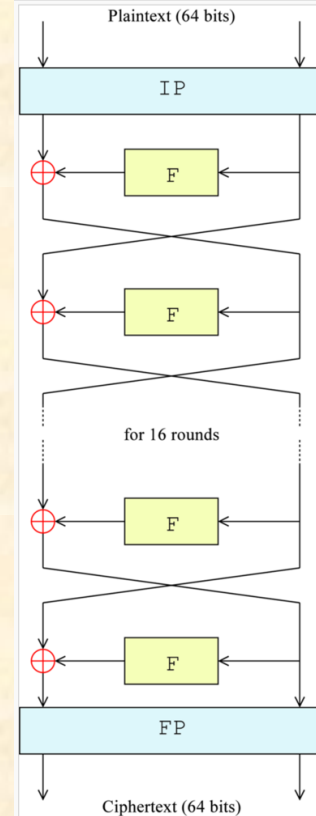 Plaintext (64 bits)
IP
F
F
for 16 rounds
F
F
FP
Ciphertext (64 bits)